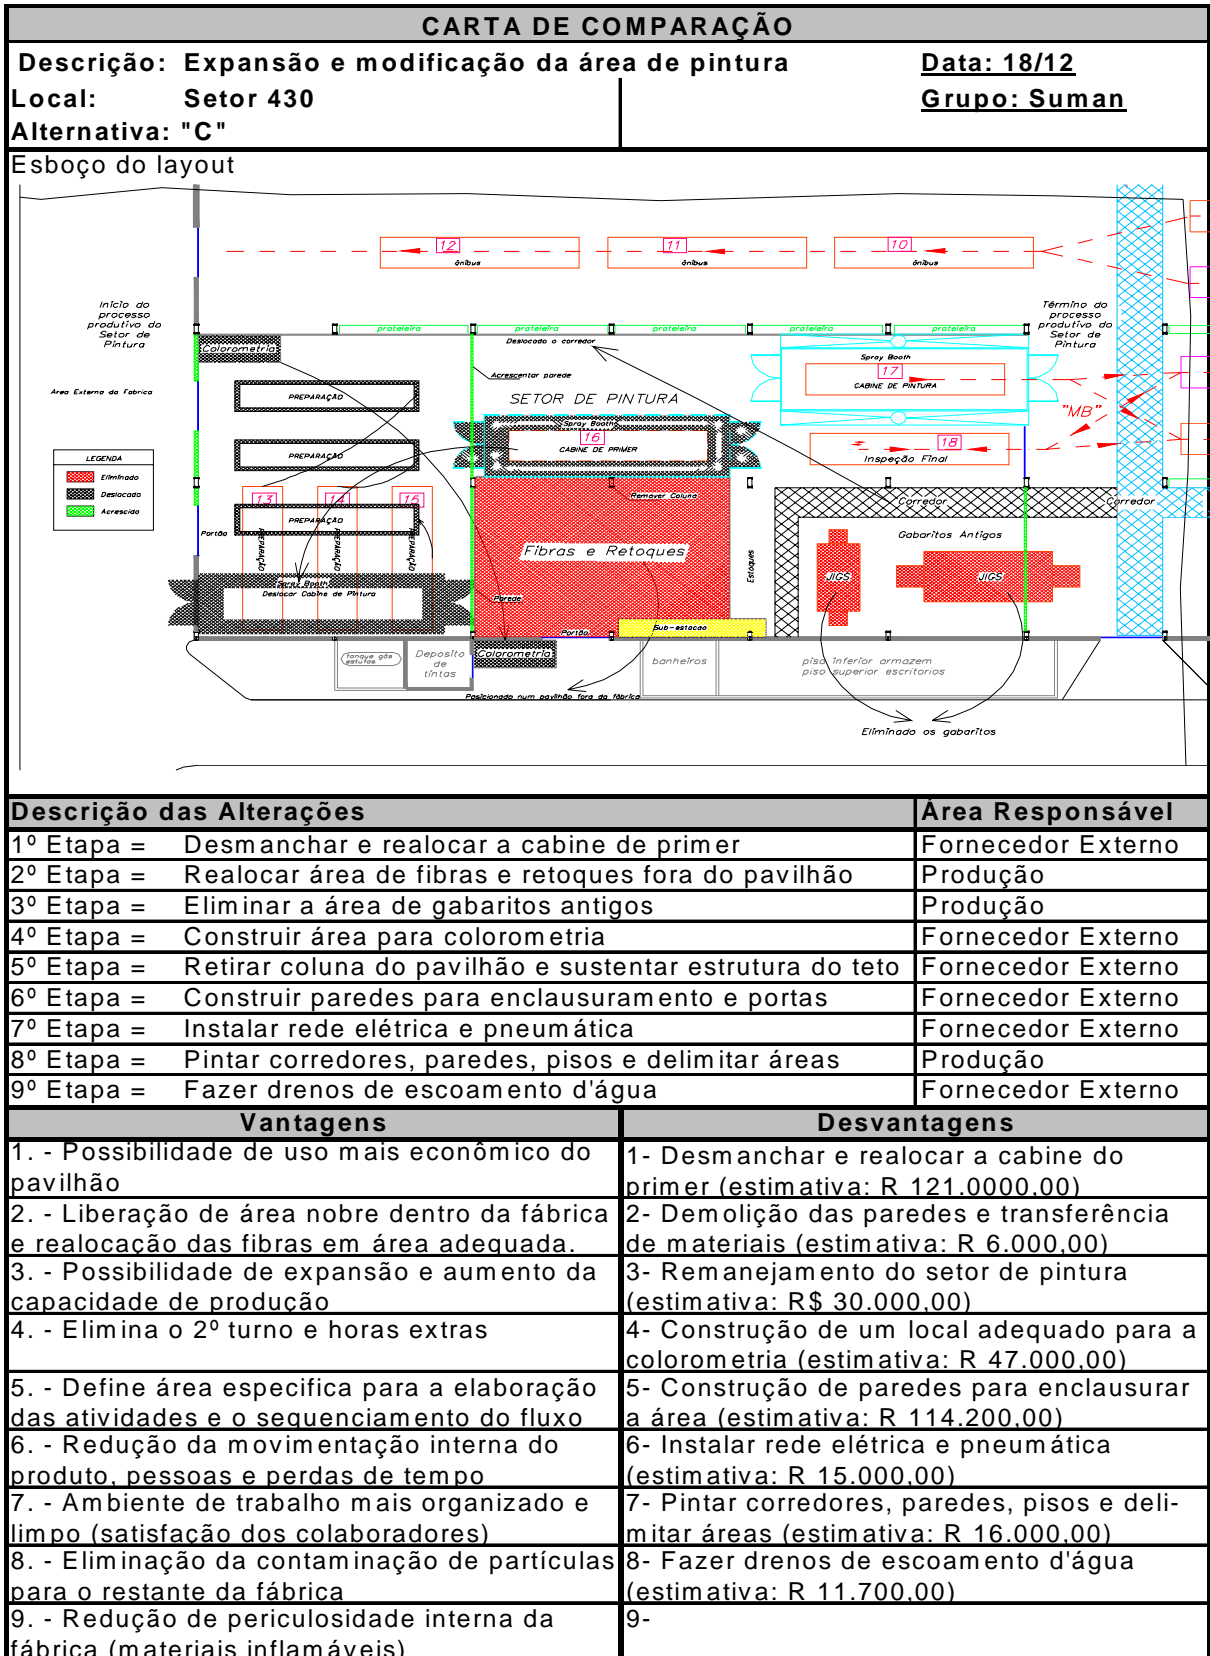 CARTA DE COMPARAÇÃO
Descrição: Expansão e modificação da área de pintura Data: 18/12
Local: Setor 430 Grupo: Suman
Alternativa: "C"
Esboço do layout
12
11
10
ônibus
ônibus
ônibus
Início do
processo
produtivo do
Setor de
Pintura
Término do
processo
produtivo do
Setor de
Pintura
prateleira
prateleira
prateleira
prateleira
prateleira
Colorometria
Deslocado o corredor
Spray Booth
17
CABINE DE PINTURA
Acrescentar parede
Area Externa da Fabrica
PREPARAÇÃO
SETOR DE PINTURA
"MB"
Spray Booth
16
CABINE DE PRIMER
18
Inspeção Final
PREPARAÇÃO
LEGENDA
Eliminado
Deslocado
Acrescido
13
14
15
Remover Coluna
Corredor
Corredor
PREPARAÇÃO
Portão
PREPARAÇÃO
PREPARAÇÃO
PREPARAÇÃO
Gabaritos Antigos
Fibras e Retoques
Estoques
JIGS
JIGS
Spray Booth
Deslocar Cabine de Pintura
Parede
Portão
Sub-estacao
tanque gás
estufas
Deposito
de
tintas
Colorometria
banheiros
piso inferior armazem
piso superior escritorios
Posicionado num pavilhão fora da fábrica
Eliminado os gabaritos
Descrição das Alterações Área Responsável
1º Etapa = Desmanchar e realocar a cabine de primer Fornecedor Externo
2º Etapa = Realocar área de fibras e retoques fora do pavilhão Produção
3º Etapa = Eliminar a área de gabaritos antigos Produção
4º Etapa = Construir área para colorometria Fornecedor Externo
5º Etapa = Retirar coluna do pavilhão e sustentar estrutura do teto Fornecedor Externo
6º Etapa = Construir paredes para enclausuramento e portas Fornecedor Externo
7º Etapa = Instalar rede elétrica e pneumática Fornecedor Externo
8º Etapa = Pintar corredores, paredes, pisos e delimitar áreas Produção
9º Etapa = Fazer drenos de escoamento d'água Fornecedor Externo
Vantagens Desvantagens
1. - Possibilidade de uso mais econômico do
pavilhão
1- Desmanchar e realocar a cabine do
primer (estimativa: R 121.0000,00)
2. - Liberação de área nobre dentro da fábrica
e realocação das fibras em área adequada.
2- Demolição das paredes e transferência
de materiais (estimativa: R 6.000,00)
3. - Possibilidade de expansão e aumento da
capacidade de produção
3- Remanejamento do setor de pintura
(estimativa: R$ 30.000,00)
4. - Elimina o 2º turno e horas extras
4- Construção de um local adequado para a
colorometria (estimativa: R 47.000,00)
5. - Define área especifica para a elaboração
das atividades e o sequenciamento do fluxo
5- Construção de paredes para enclausurar
a área (estimativa: R 114.200,00)
6. - Redução da movimentação interna do
produto, pessoas e perdas de tempo
6- Instalar rede elétrica e pneumática
(estimativa: R 15.000,00)
7. - Ambiente de trabalho mais organizado e
limpo (satisfação dos colaboradores)
7- Pintar corredores, paredes, pisos e deli-
mitar áreas (estimativa: R 16.000,00)
8. - Eliminação da contaminação de partículas
para o restante da fábrica
8- Fazer drenos de escoamento d'água
(estimativa: R 11.700,00)
9. - Redução de periculosidade interna da
fábrica (materiais inflamáveis)
9-